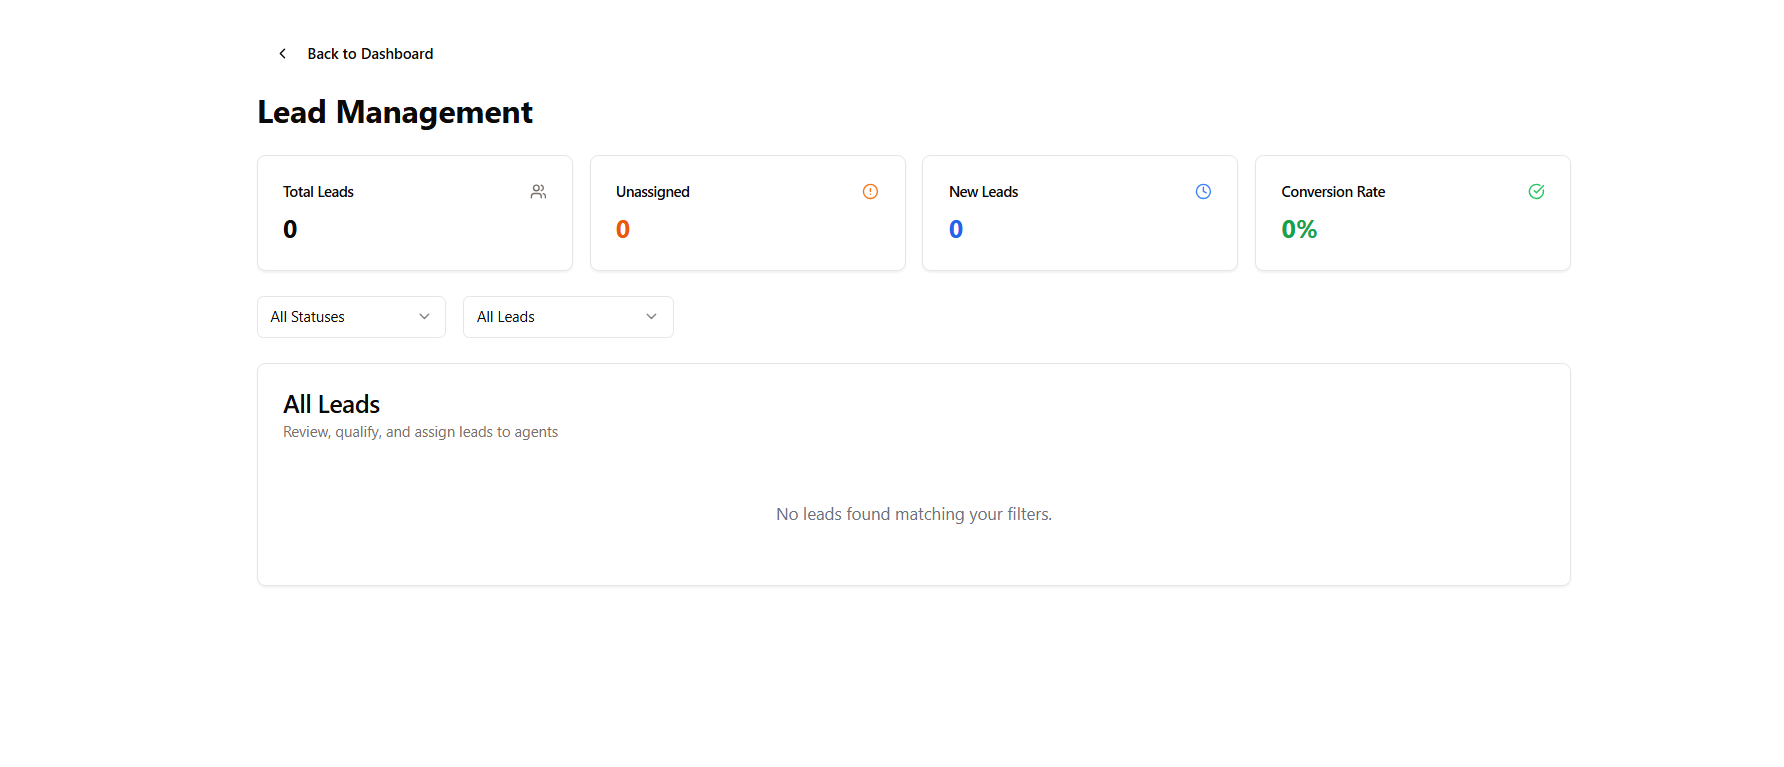 Back to Dashboard
Lead Management
Total Leads
0
Unassigned
0
New Leads
0
Conversion Rate
0%
All Statuses
All Leads
All Leads
Review, qualify, and assign leads to agents
No leads found matching your filters.